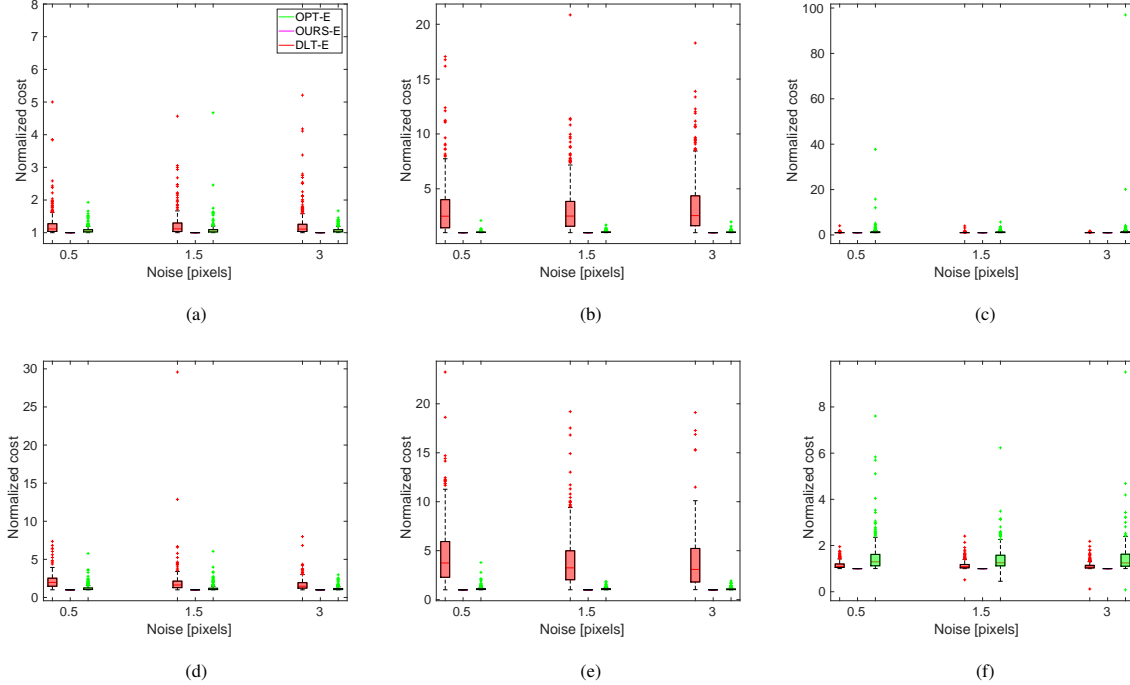 8
7
6
5
4
3
2
1
Normalized cost
OPT-E
OURS-E
DLT-E
0.5 1.5 3
Noise [pixels]
(a)
20
15
10
5
Normalized cost
0.5 1.5 3
Noise [pixels]
(b)
100
80
60
40
20
0
Normalized cost
0.5 1.5 3
Noise [pixels]
(c)
30
25
20
15
10
5
0
Normalized cost
0.5 1.5 3
Noise [pixels]
(d)
20
15
10
5
0
Normalized cost
0.5 1.5 3
Noise [pixels]
(e)
8
6
4
2
0
Normalized cost
0.5 1.5 3
Noise [pixels]
(f)